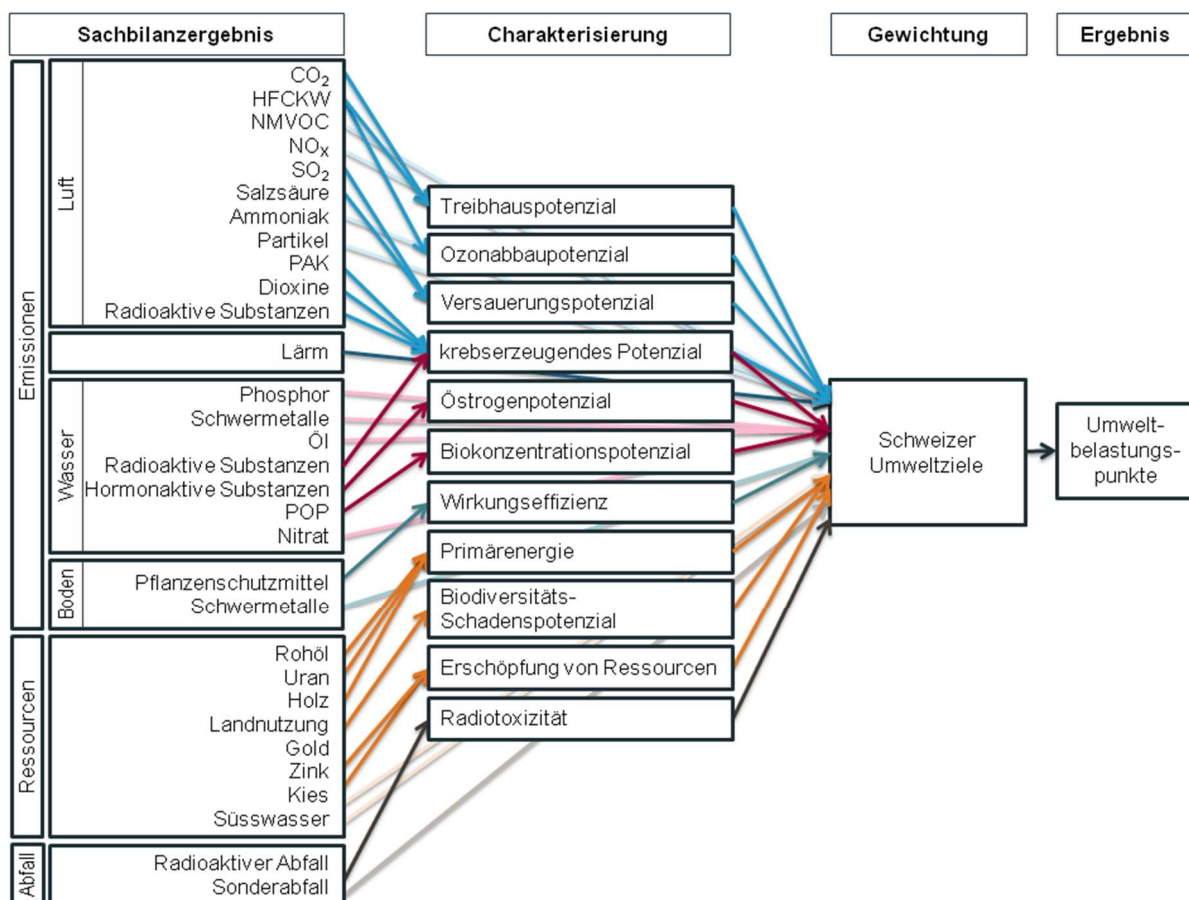 Sachbilanzergebnis
Charakterisierung
Gewichtung
Ergebnis
Emissionen
Luft
CO₂
HFCKW
NMVOC
NOₓ
SO₂
Salzsäure
Ammoniak
Partikel
PAK
Dioxine
Radioaktive Substanzen
Lärm
Wasser
Phosphor
Schwermetalle
Öl
Radioaktive Substanzen
Hormonaktive Substanzen
POP
Nitrat
Boden
Pflanzenschutzmittel
Schwermetalle
Ressourcen
Rohöl
Uran
Holz
Landnutzung
Gold
Zink
Kies
Süsswasser
Abfall
Radioaktiver Abfall
Sonderabfall
Treibhauspotenzial
Ozonabbaupotenzial
Versauerungspotenzial
krebserzeugendes Potenzial
Östrogenpotenzial
Biokonzentrationspotenzial
Wirkungseffizienz
Primärenergie
Biodiversitäts-
Schadenspotenzial
Erschöpfung von Ressourcen
Radiotoxizität
Schweizer
Umweltziele
Umwelt-
belastungs-
punkte